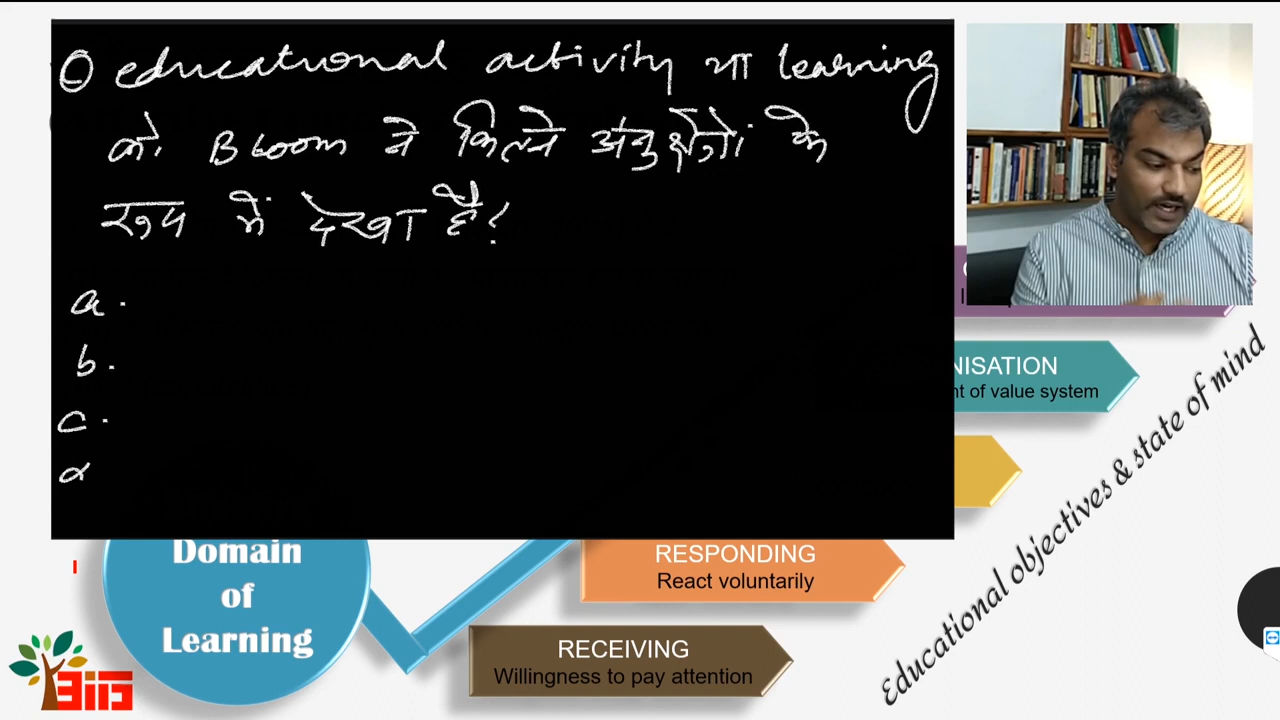 educational activity या learning
को Bloom ने कितने अनुक्षेत्रों के
रूप में देखा है?
a.
b.
c.
d
NISATION
nt of value system
RESPONDING
React voluntarily
RECEIVING
Willingness to pay attention
Domain
of
Learning
Educational objectives & state of mind